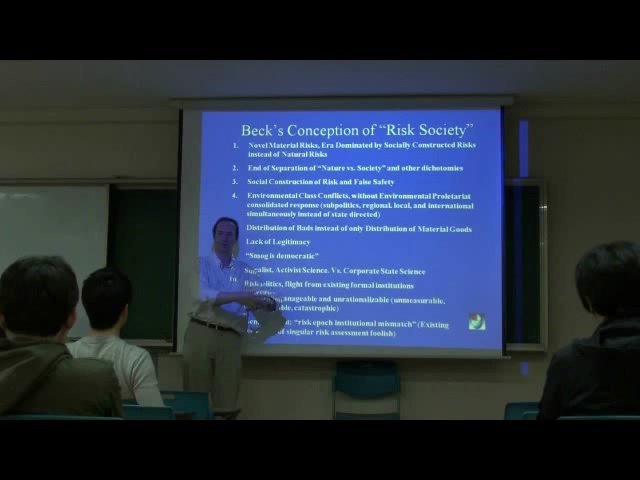 Beck's Conception of "Risk Society"
1. Novel Material Risks, Era Dominated by Socially Constructed Risks
instead of Natural Risks
2. End of Separation of "Nature vs. Society" and other dichotomies
3. Social Construction of Risk and False Safety
4. Environmental Class Conflicts, without Environmental Proletariat
consolidated response (subpolitics, regional, local, and international
simultaneously instead of state directed)
Distribution of Bads instead of only Distribution of Material Goods
Lack of Legitimacy
"Smog is democratic"
Activist Science. Vs. Corporate State Science
flight from existing formal institutions
and unrationalizable (unmeasurable,
catastrophic)
"risk epoch institutional mismatch" (Existing
of singular risk assessment foolish)